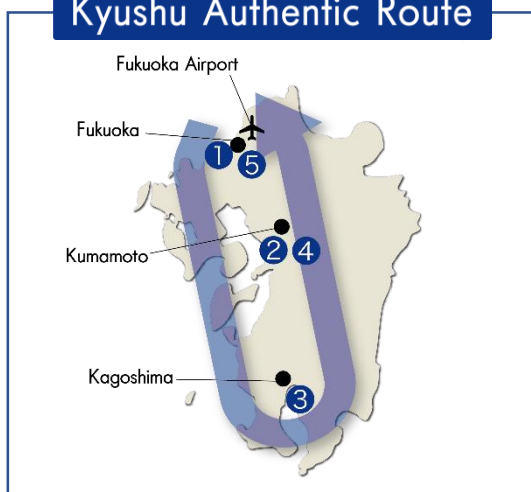 Kyushu Authentic Route
Fukuoka Airport
Fukuoka
1
5
Kumamoto
2 4
Kagoshima
3